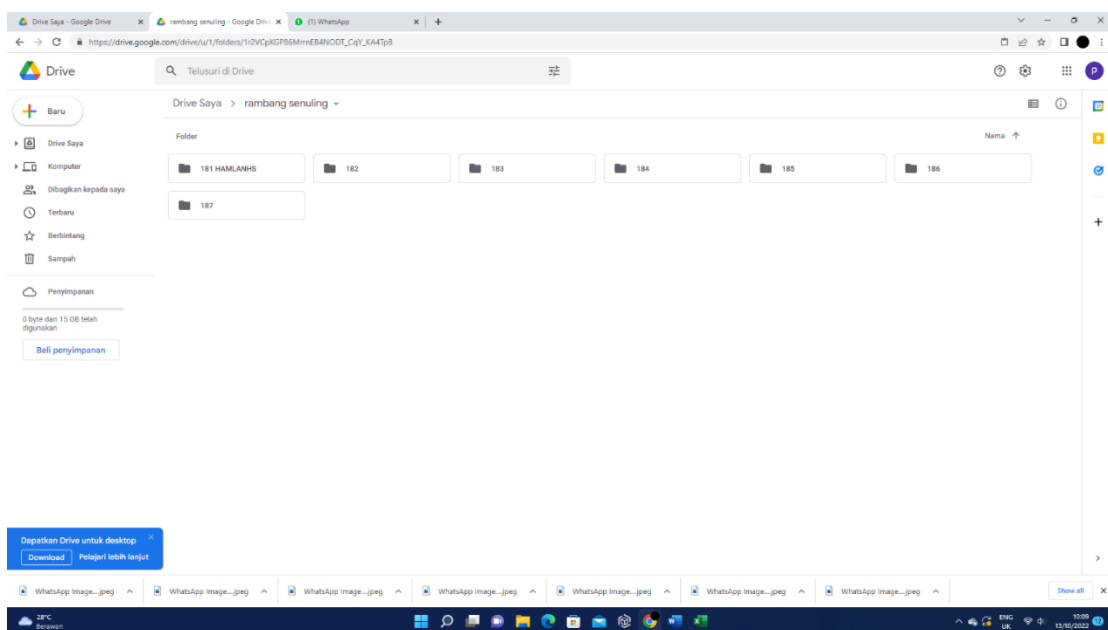 Drive Saya - Google Drive
rambang senuling - Google Drive
(1) WhatsApp
https://drive.google.com/drive/u/1/folders/
Drive
Telusuri di Drive
P
Baru
Drive Saya > rambang senuling
Drive Saya
Komputer
Dibagikan kepada saya
Terbaru
Berbintang
Sampah
Penyimpanan
0 byte dari 15 GB telah
digunakan
Beli penyimpanan
Folder
Nama
181 HAMLANHS
182
183
184
185
186
187
Dapatkan Drive untuk desktop
Download Pelajari lebih lanjut
WhatsApp Image....jpeg
WhatsApp Image....jpeg
WhatsApp Image....jpeg
WhatsApp Image....jpeg
WhatsApp Image....jpeg
WhatsApp Image....jpeg
WhatsApp Image....jpeg
Show all
28°C
Berawan
ENG
UK
10:09
13/10/2022